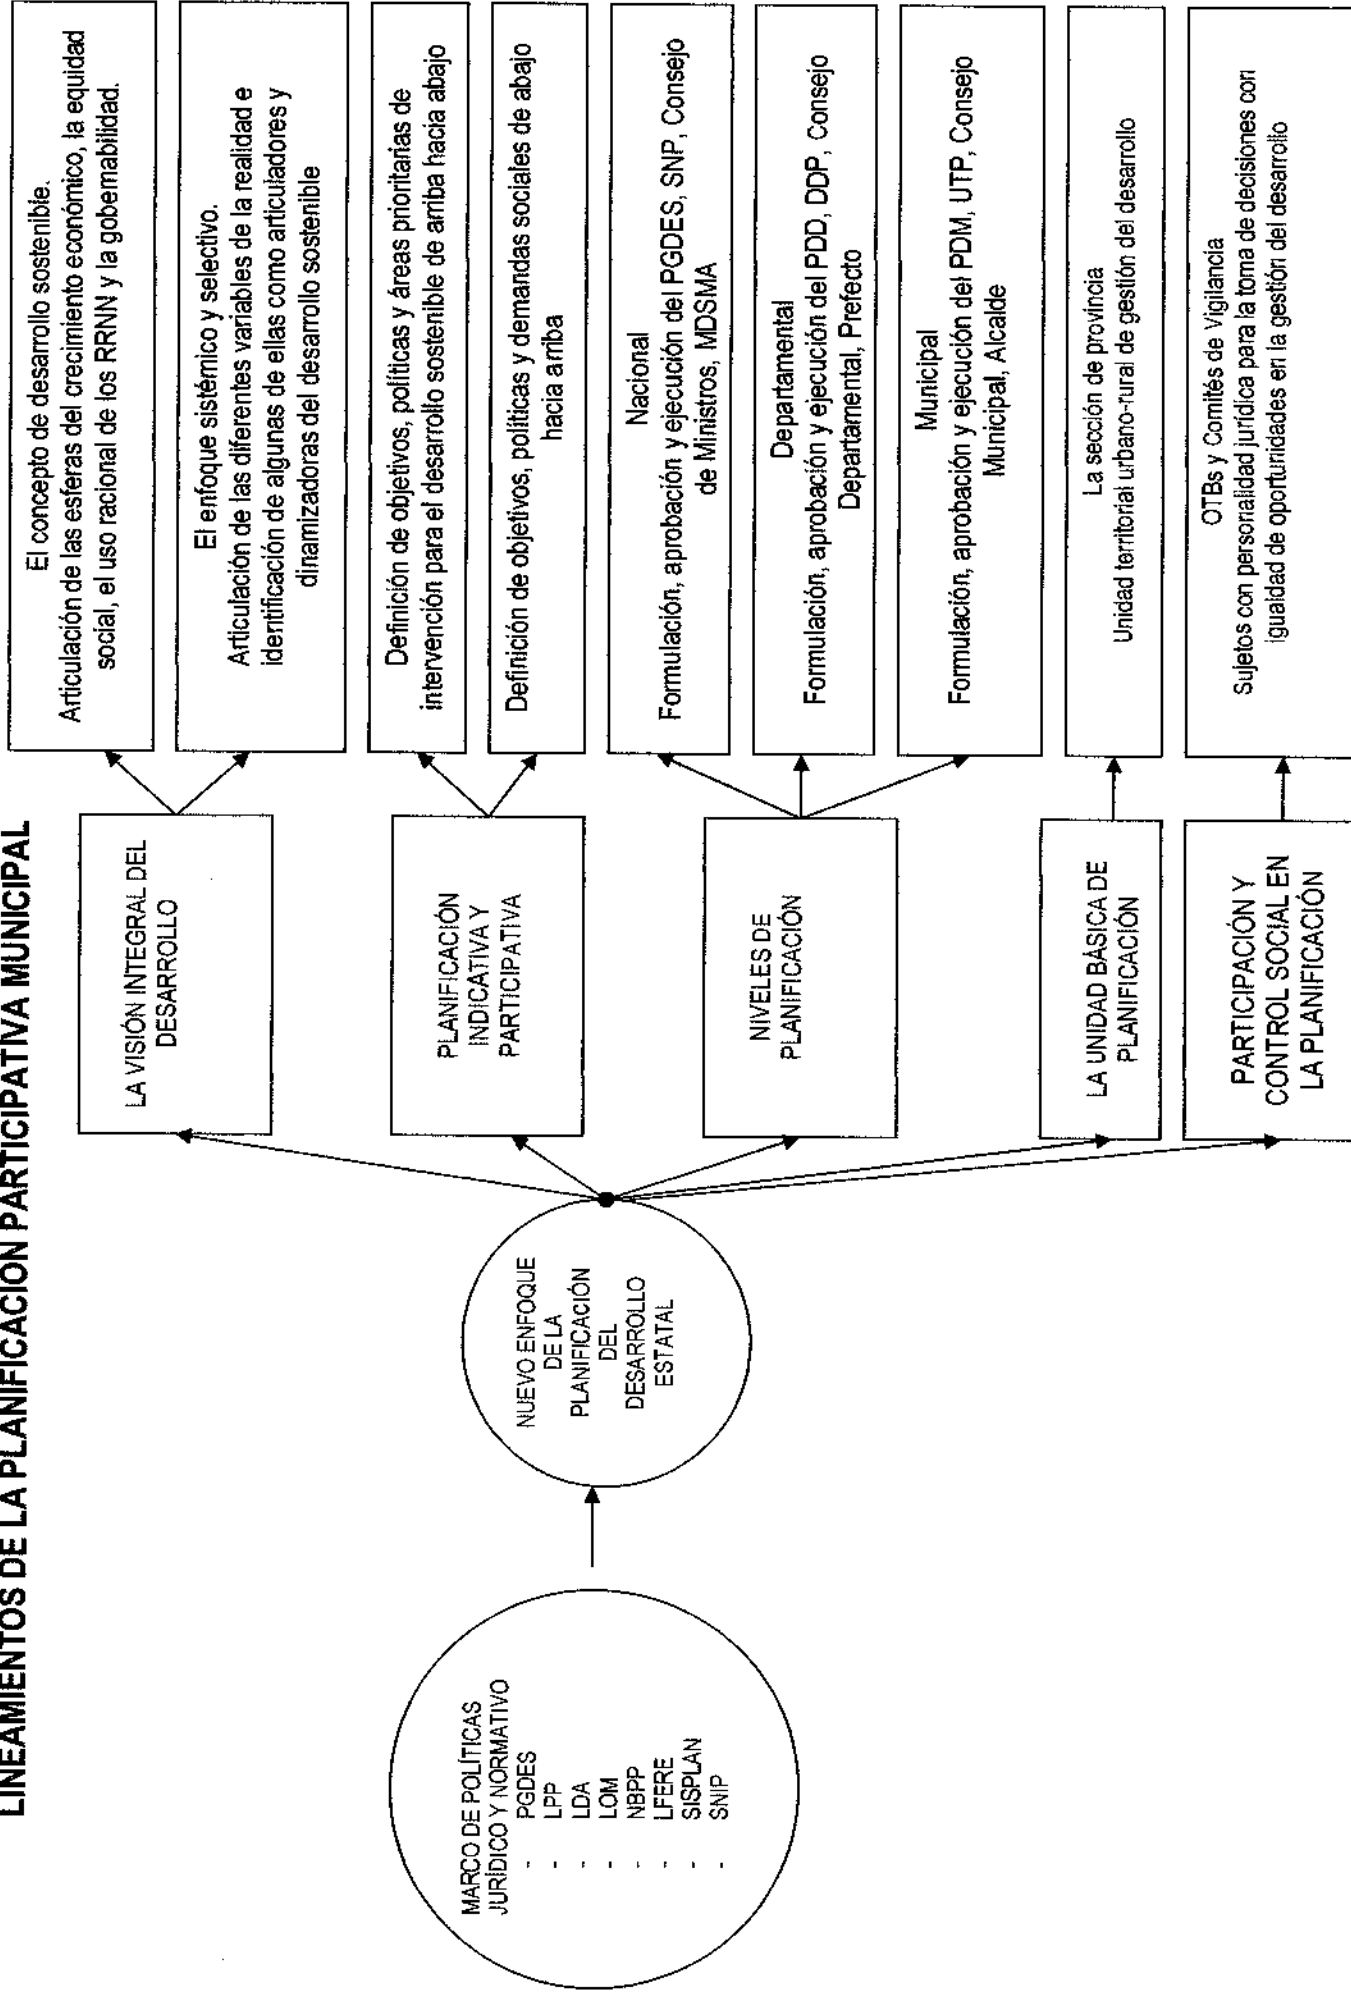 LINEAMIENTOS DE LA PLANIFICACIÓN PARTICIPATIVA MUNICIPAL
MARCO DE POLÍTICAS
JURÍDICO Y NORMATIVO
- PGDES
- LPP
- LDA
- LOM
- NBPP
- LFERE
- SISPLAN
- SNIP
NUEVO ENFOQUE
DE LA
PLANIFICACIÓN
DEL
DESARROLLO
ESTATAL
LA VISIÓN INTEGRAL DEL
DESARROLLO
El concepto de desarrollo sostenible.
Articulación de las esferas del crecimiento económico, la equidad
social, el uso racional de los RRNN y la gobernabilidad.
El enfoque sistémico y selectivo.
Articulación de las diferentes variables de la realidad e
identificación de algunas de ellas como articuladores y
dinamizadoras del desarrollo sostenible
PLANIFICACIÓN
INDICATIVA Y
PARTICIPATIVA
Definición de objetivos, políticas y áreas prioritarias de
intervención para el desarrollo sostenible de arriba hacia abajo
Definición de objetivos, políticas y demandas sociales de abajo
hacia arriba
NIVELES DE
PLANIFICACIÓN
Nacional
Formulación, aprobación y ejecución del PGDES, SNP, Consejo
de Ministros, MDSMA
Departamental
Formulación, aprobación y ejecución del PDD, DDP, Consejo
Departamental, Prefecto
Municipal
Formulación, aprobación y ejecución del PDM, UTP, Consejo
Municipal, Alcalde
LA UNIDAD BÁSICA DE
PLANIFICACIÓN
La sección de provincia
Unidad territorial urbano-rural de gestión del desarrollo
PARTICIPACIÓN Y
CONTROL SOCIAL EN
LA PLANIFICACIÓN
OTBs y Comités de Vigilancia
Sujetos con personalidad jurídica para la toma de decisiones con
igualdad de oportunidades en la gestión del desarrollo